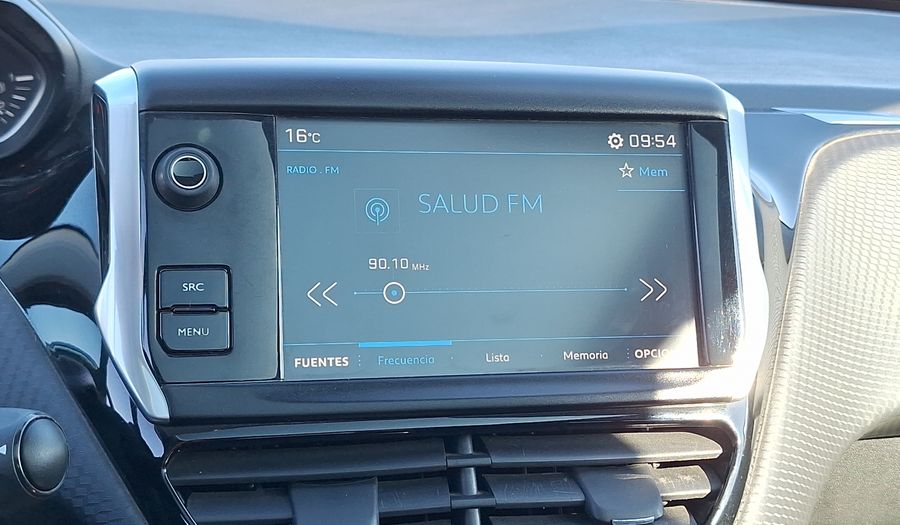 16°C
09:54
RADIO . FM
Mem
SALUD FM
90.10 MHz
SRC
MENU
FUENTES
Frecuencia
Lista
Memoria